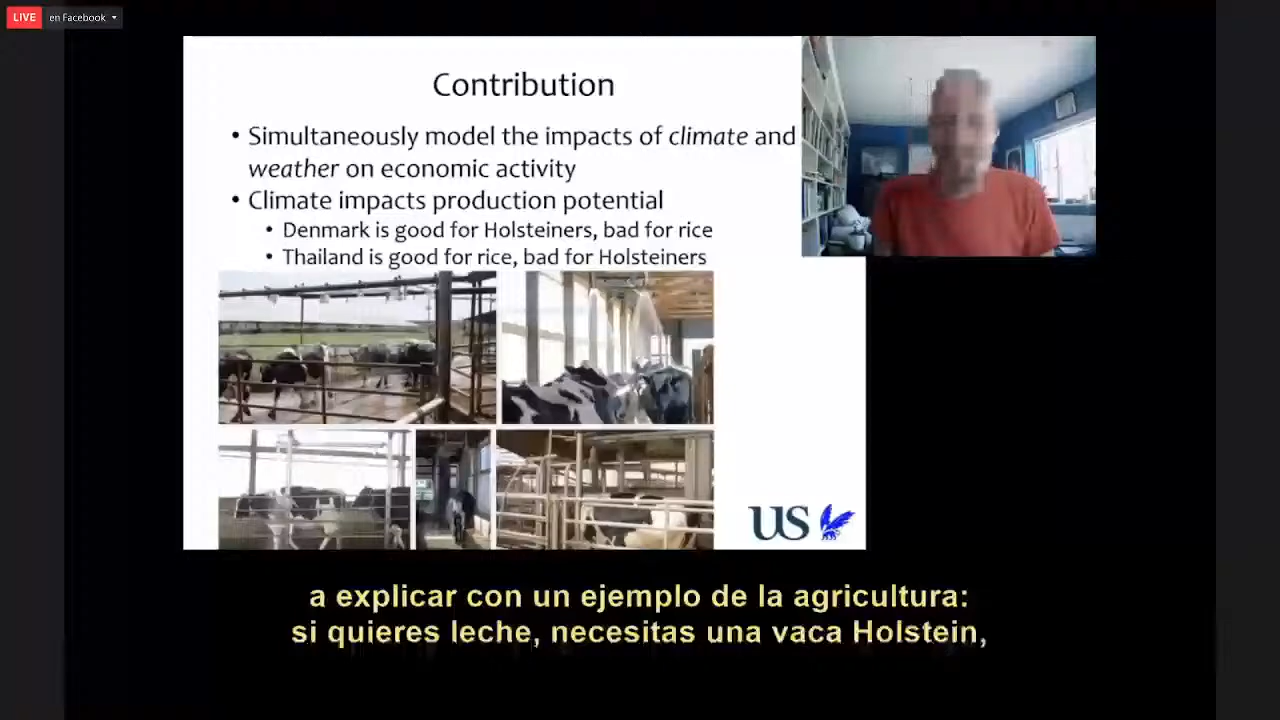 LIVE en Facebook
Contribution
• Simultaneously model the impacts of climate and
weather on economic activity
• Climate impacts production potential
• Denmark is good for Holsteiners, bad for rice
• Thailand is good for rice, bad for Holsteiners
US
a explicar con un ejemplo de la agricultura:
si quieres leche, necesitas una vaca Holstein,